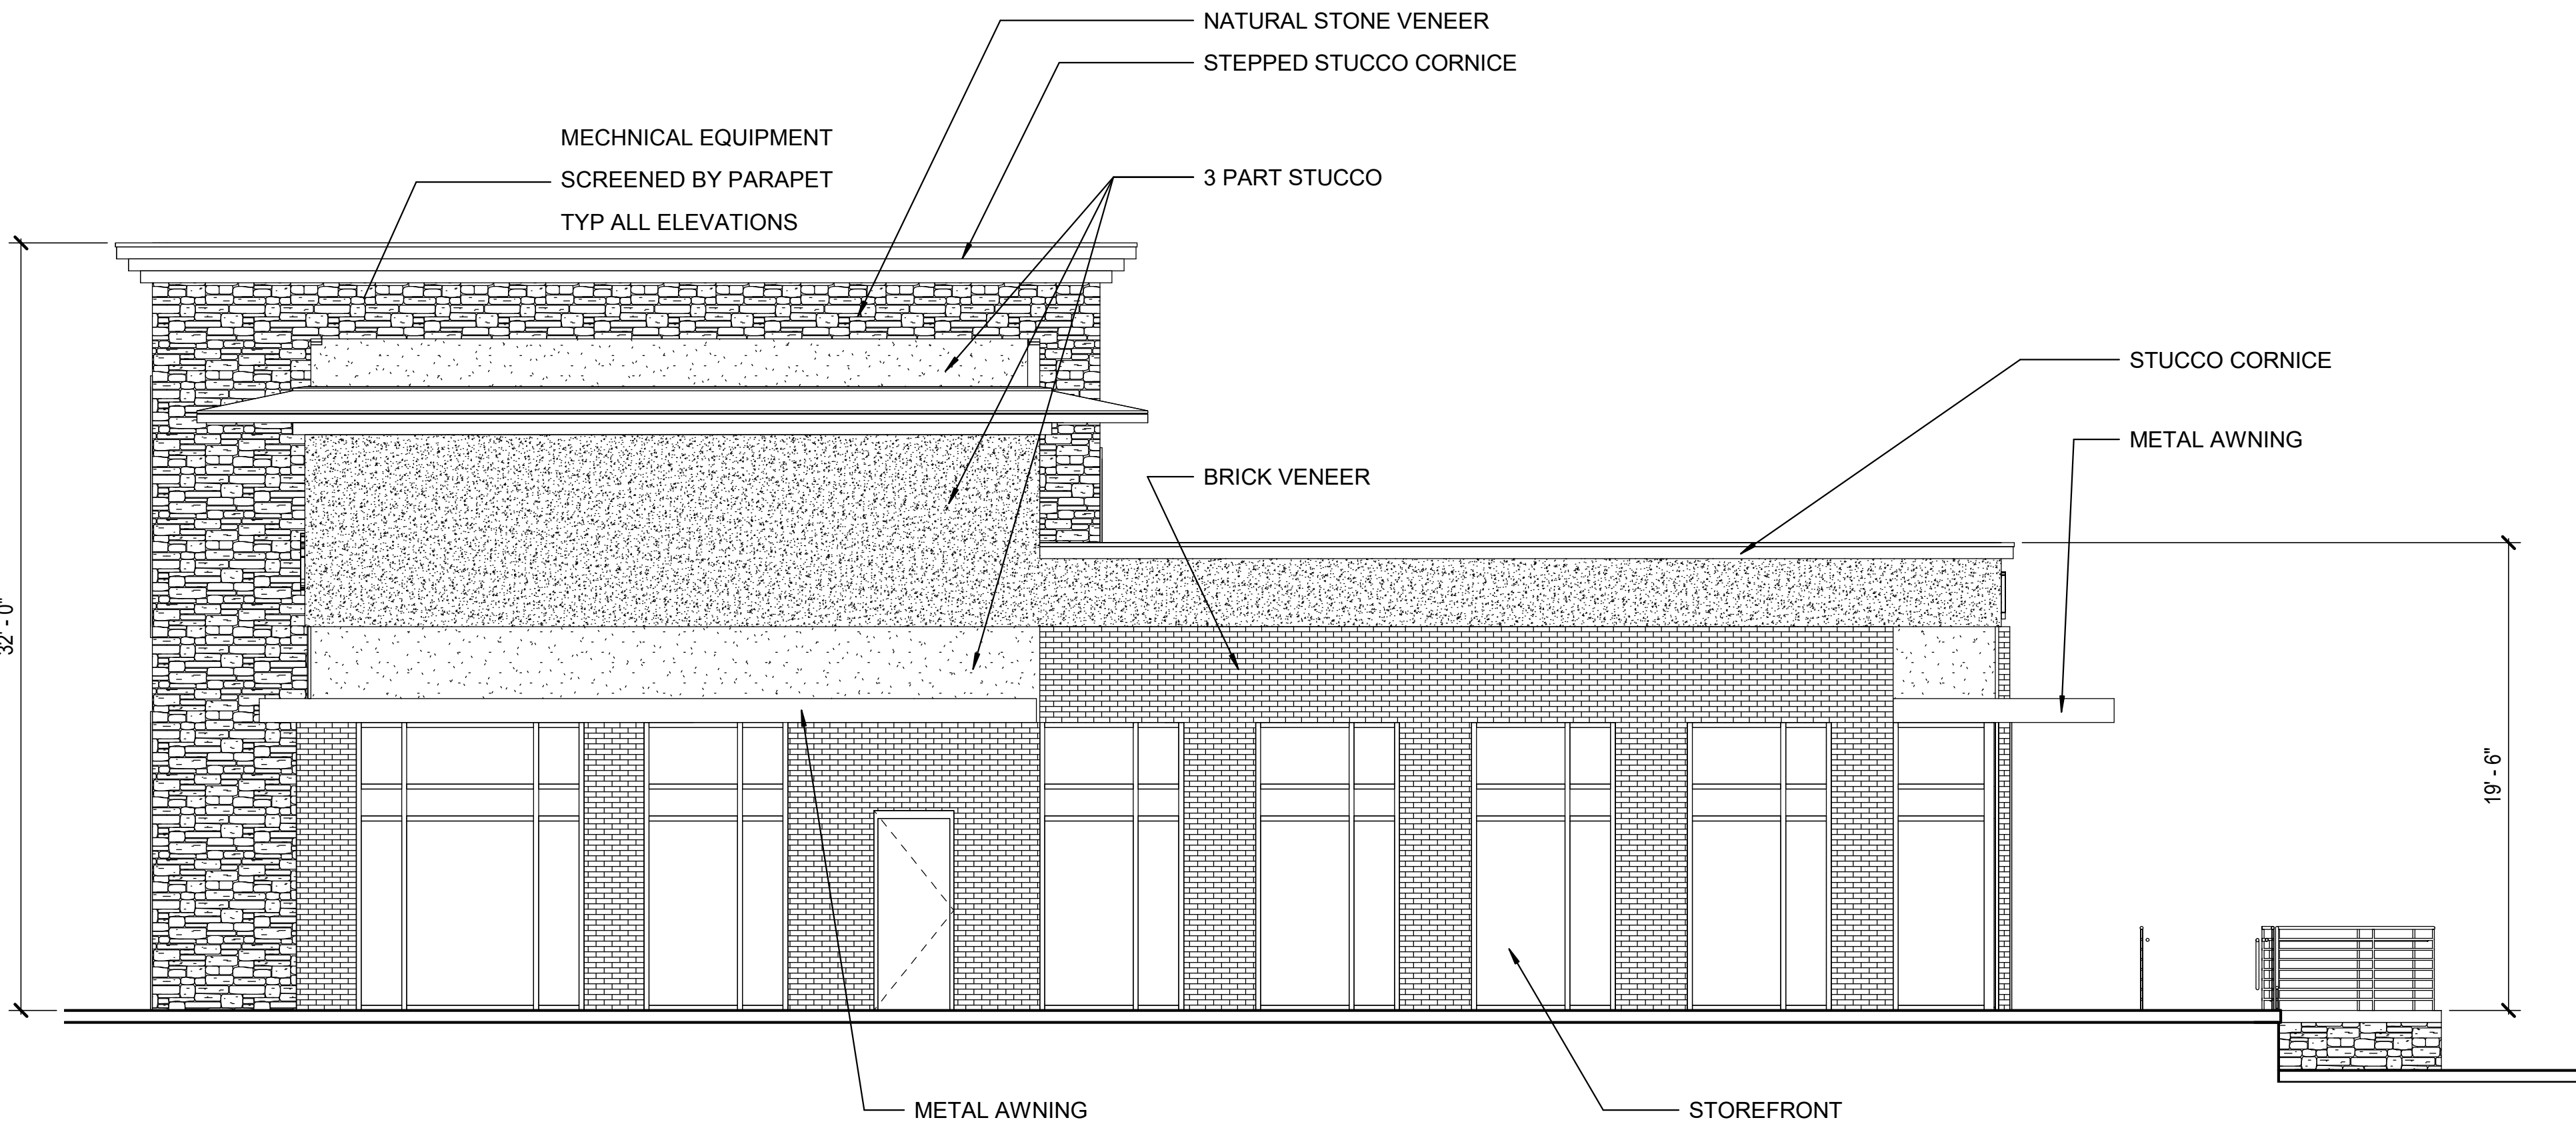 NATURAL STONE VENEER
STEPPED STUCCO CORNICE
MECHNICAL EQUIPMENT
SCREENED BY PARAPET
TYP ALL ELEVATIONS
3 PART STUCCO
STUCCO CORNICE
METAL AWNING
BRICK VENEER
32' - 0"
19' - 6"
METAL AWNING
STOREFRONT